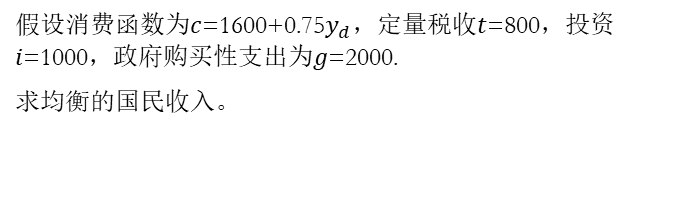 假设消费函数为c=1600+0.75y_d，定量税收t=800，投资
i=1000，政府购买性支出为g=2000.
求均衡的国民收入。